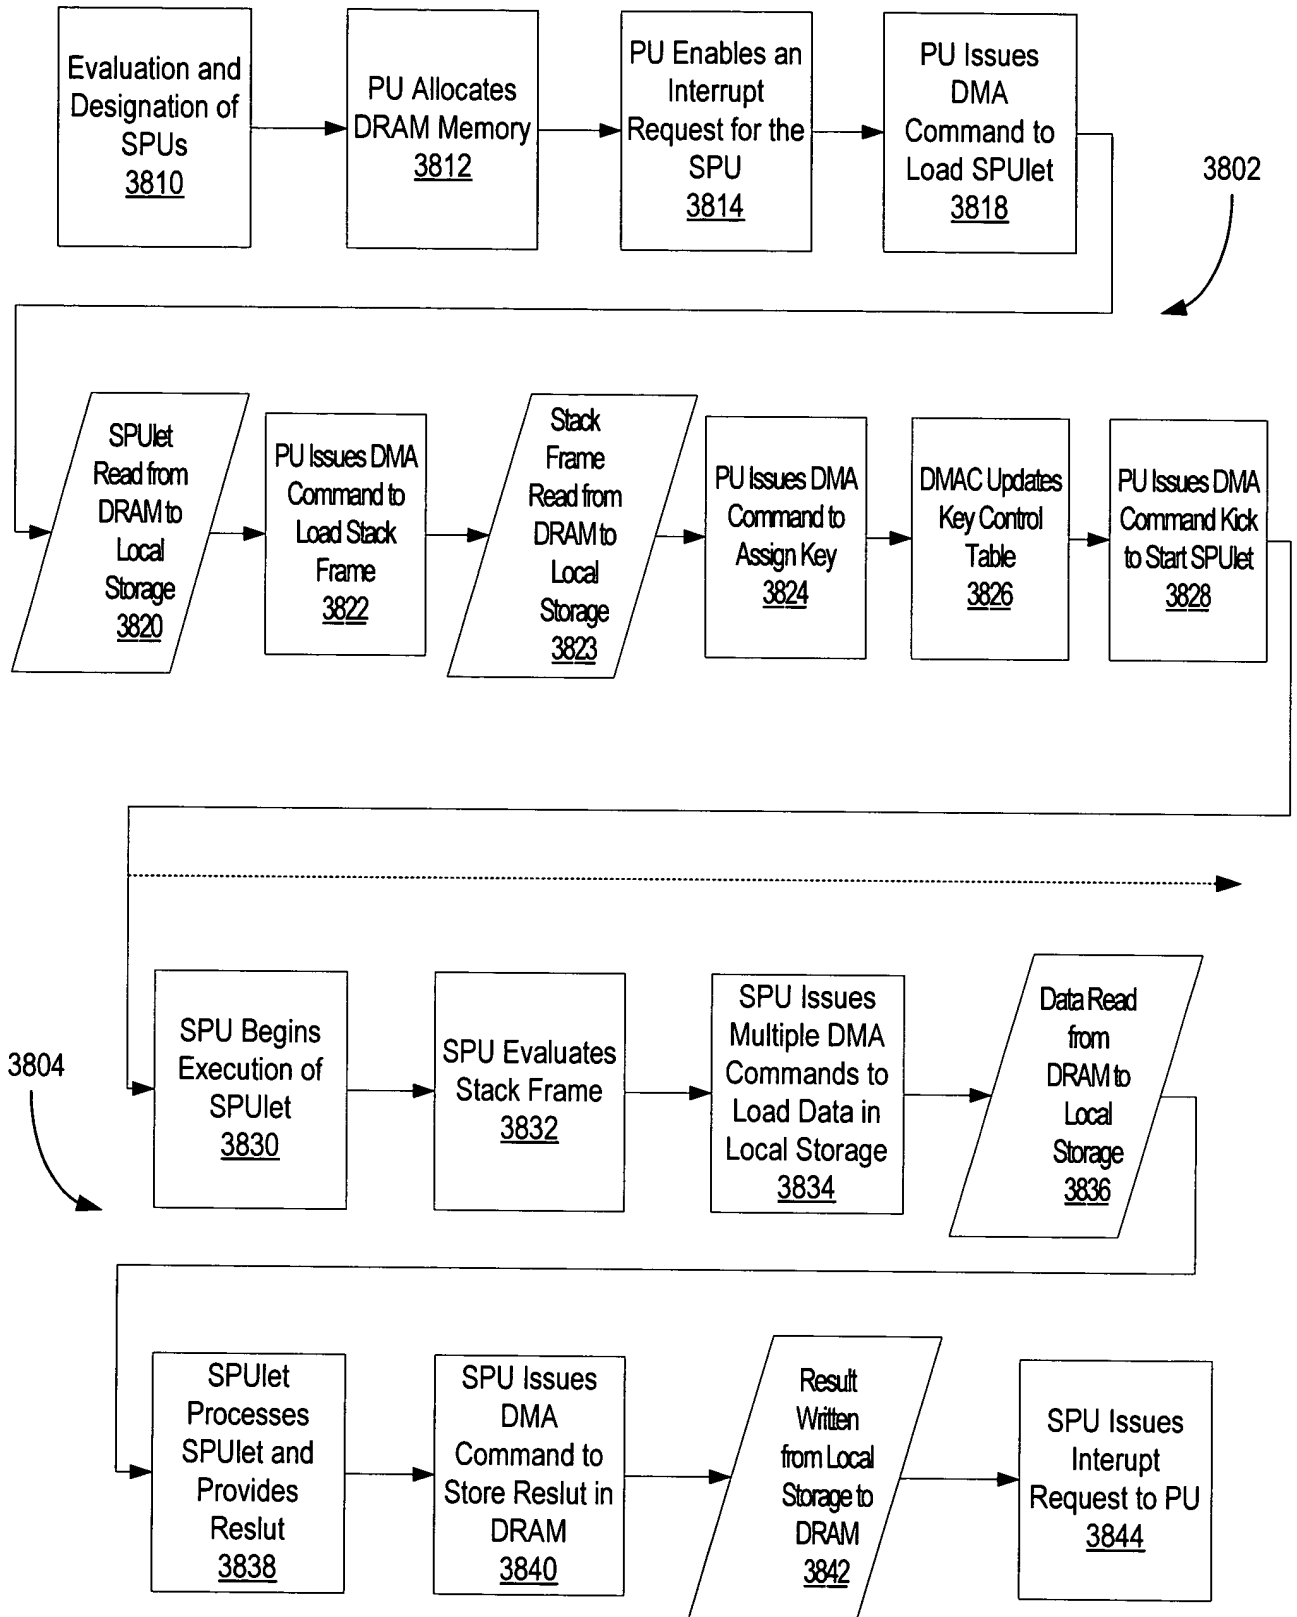 Evaluation and
Designation of
SPUs
3810
PU Allocates
DRAM Memory
3812
PU Enables an
Interrupt
Request for the
SPU
3814
PU Issues
DMA
Command to
Load SPUlet
3818
3802
SPUlet
Read from
DRAM to
Local
Storage
3820
PU Issues DMA
Command to
Load Stack
Frame
3822
Stack
Frame
Read from
DRAM to
Local
Storage
3823
PU Issues DMA
Command to
Assign Key
3824
DMAC Updates
Key Control
Table
3826
PU Issues DMA
Command Kick
to Start SPUlet
3828
3804
SPU Begins
Execution of
SPUlet
3830
SPU Evaluates
Stack Frame
3832
SPU Issues
Multiple DMA
Commands to
Load Data in
Local Storage
3834
Data Read
from
DRAM to
Local
Storage
3836
SPUlet
Processes
SPUlet and
Provides
Reslut
3838
SPU Issues
DMA
Command to
Store Reslut in
DRAM
3840
Result
Written
from Local
Storage to
DRAM
3842
SPU Issues
Interupt
Request to PU
3844